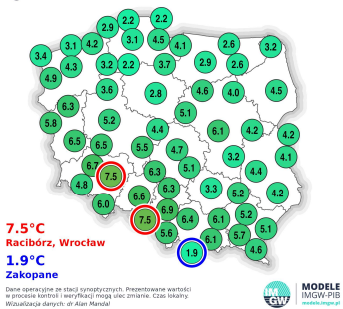 2.2 2.2
2.9
3.1 4.2 3.1 4.5 4.1 2.6 3.2
3.4
4.9 4.3 3.2 2.2 3.7 2.9 2.6
3.6 2.8 4.6 4.0 4.5
6.3 5.1
5.8 5.2 4.4 6.1 4.2 4.2
6.5 6.5 5.5 4.7 3.2 4.1
6.7 7.5 6.3 5.1 4.4
4.8 6.3 3.3 5.2 4.2
6.0 6.6 6.9
7.5 6.4 6.1 5.2
5.6 6.1 5.7 5.1
1.9 4.6
7.5°C
Racibórz, Wrocław
1.9°C
Zakopane
Dane operacyjne ze stacji synoptycznych. Prezentowane wartości
w procesie kontroli i weryfikacji mogą ulec zmianie. Czas lokalny.
Wizualizacja danych: dr Alan Mandal
IM
GW
MODELE
IMGW-PIB
modele.imgw.pl